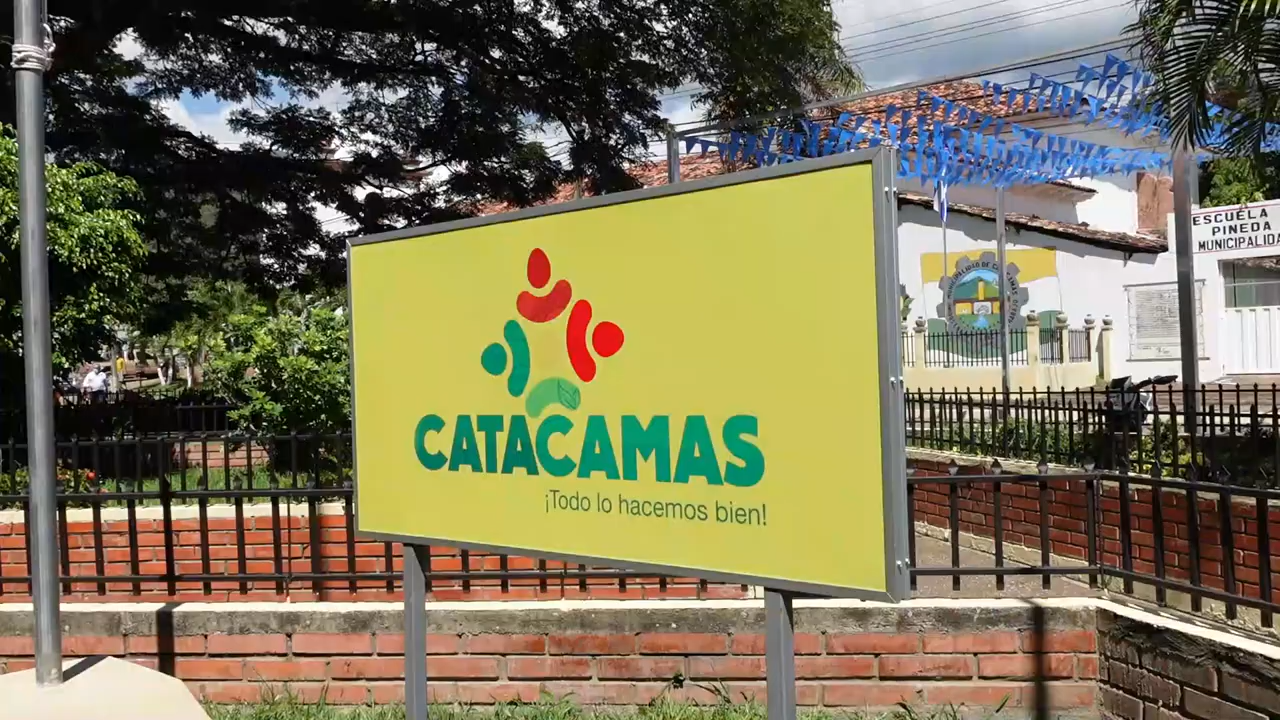 CATACAMAS
¡Todo lo hacemos bien!
ESCUELA
PINEDA
MUNICIPALIDA